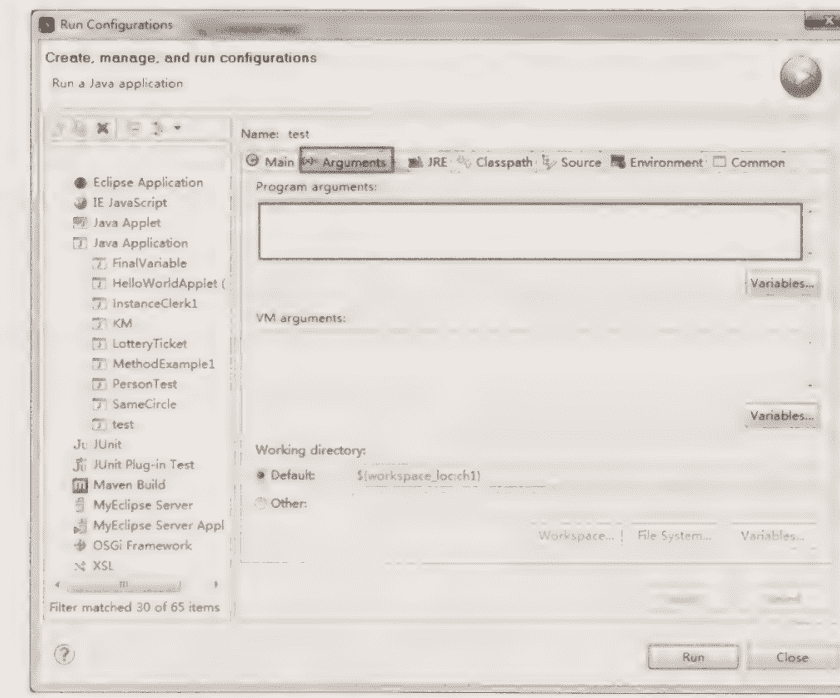 Run Configurations
Create, manage, and run configurations
Run a Java application
Name: test
Main Arguments JRE Classpath Source Environment Common
Program arguments:
Variables...
VM arguments:
Variables...
Working directory:
Default: ${workspace_loc:ch1}
Other:
Workspace... File System... Variables...
Eclipse Application
IE JavaScript
Java Applet
Java Application
FinalVariable
HelloWorldApplet (
InstanceClerk1
KM
LotteryTicket
MethodExample1
PersonTest
SameCircle
test
JUnit
JUnit Plug-in Test
Maven Build
MyEclipse Server
MyEclipse Server Appl
OSGi Framework
XSL
Filter matched 30 of 65 items
Run Close